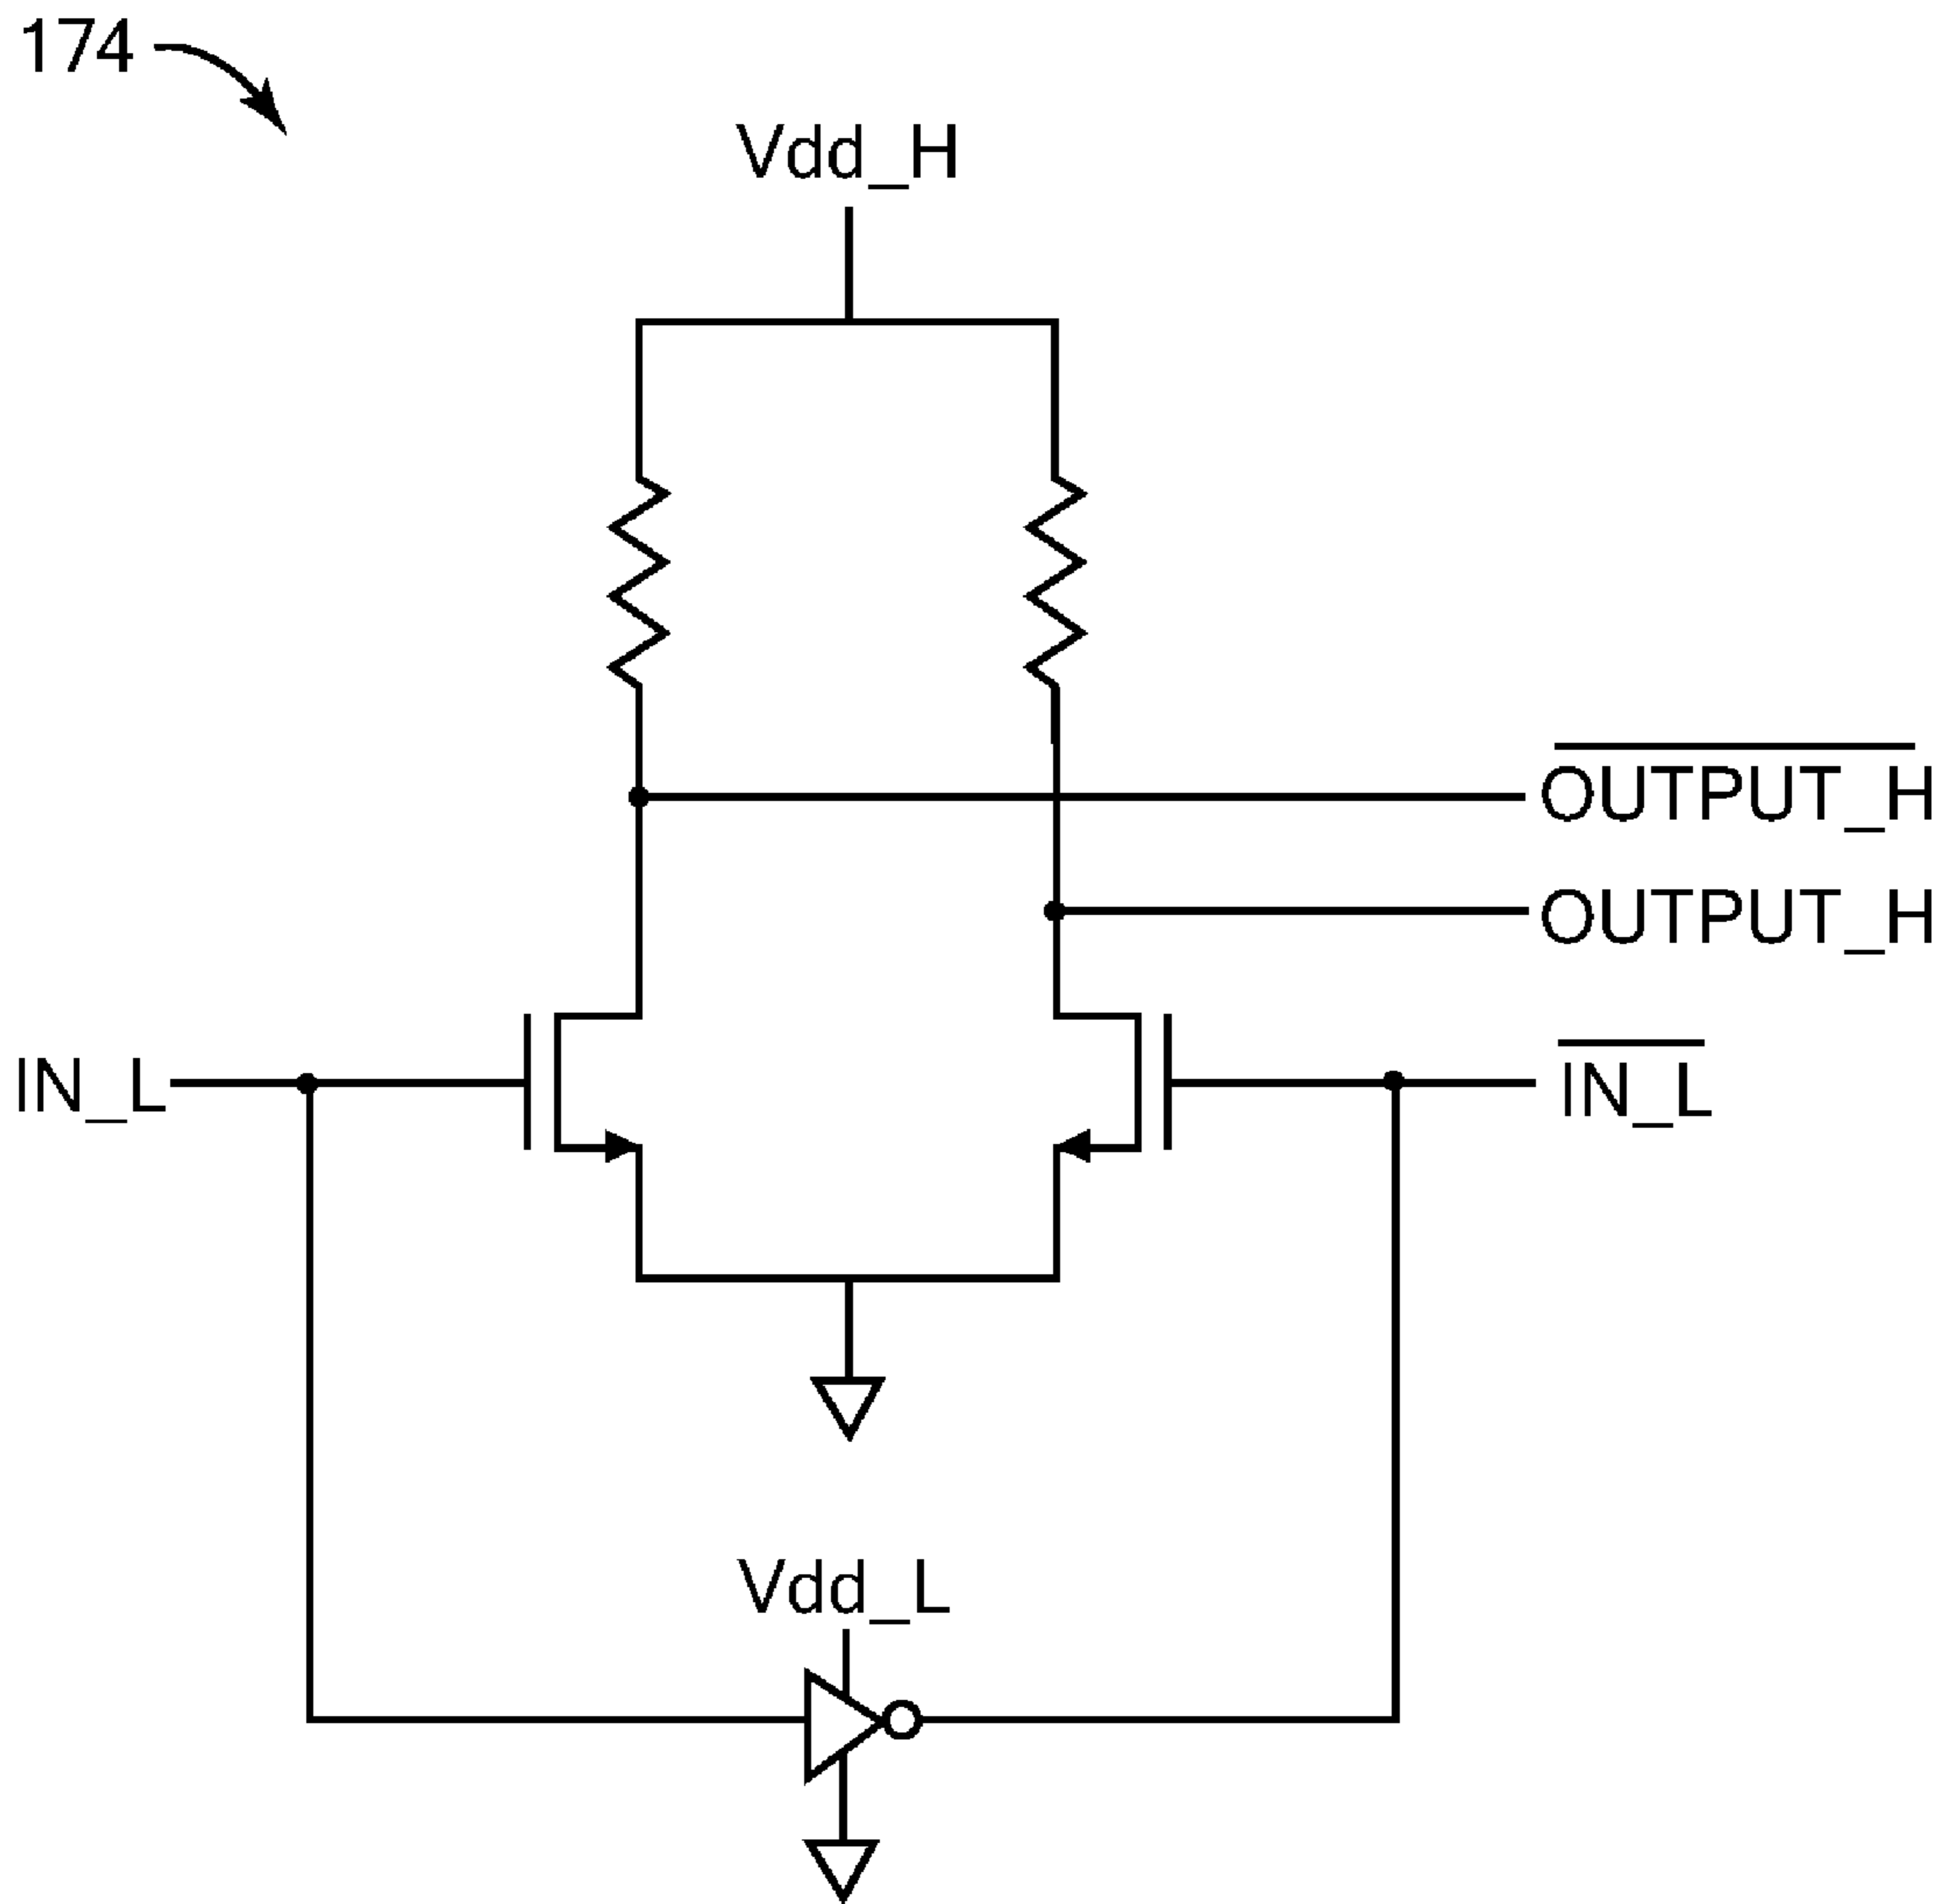 174
Vdd_H
OUTPUT_H
OUTPUT_H
IN_L
IN_L
Vdd_L